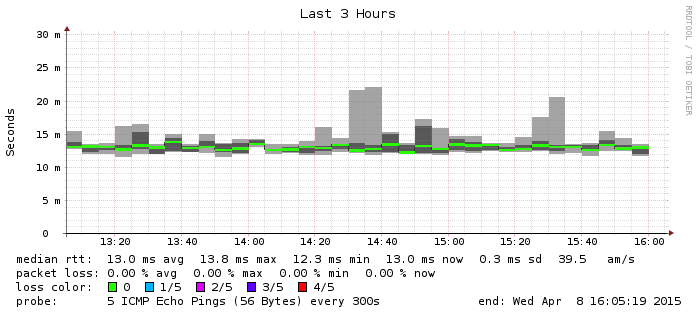 Last 3 Hours
RRDTOOL / TOBI OETIKER
Seconds
30 m
25 m
20 m
15 m
10 m
5 m
0
13:20 13:40 14:00 14:20 14:40 15:00 15:20 15:40 16:00
median rtt: 13.0 ms avg 13.8 ms max 12.3 ms min 13.0 ms now 0.3 ms sd 39.5 am/s
packet loss: 0.00 % avg 0.00 % max 0.00 % min 0.00 % now
loss color: 0 1/5 2/5 3/5 4/5
probe: 5 ICMP Echo Pings (56 Bytes) every 300s end: Wed Apr 8 16:05:19 2015